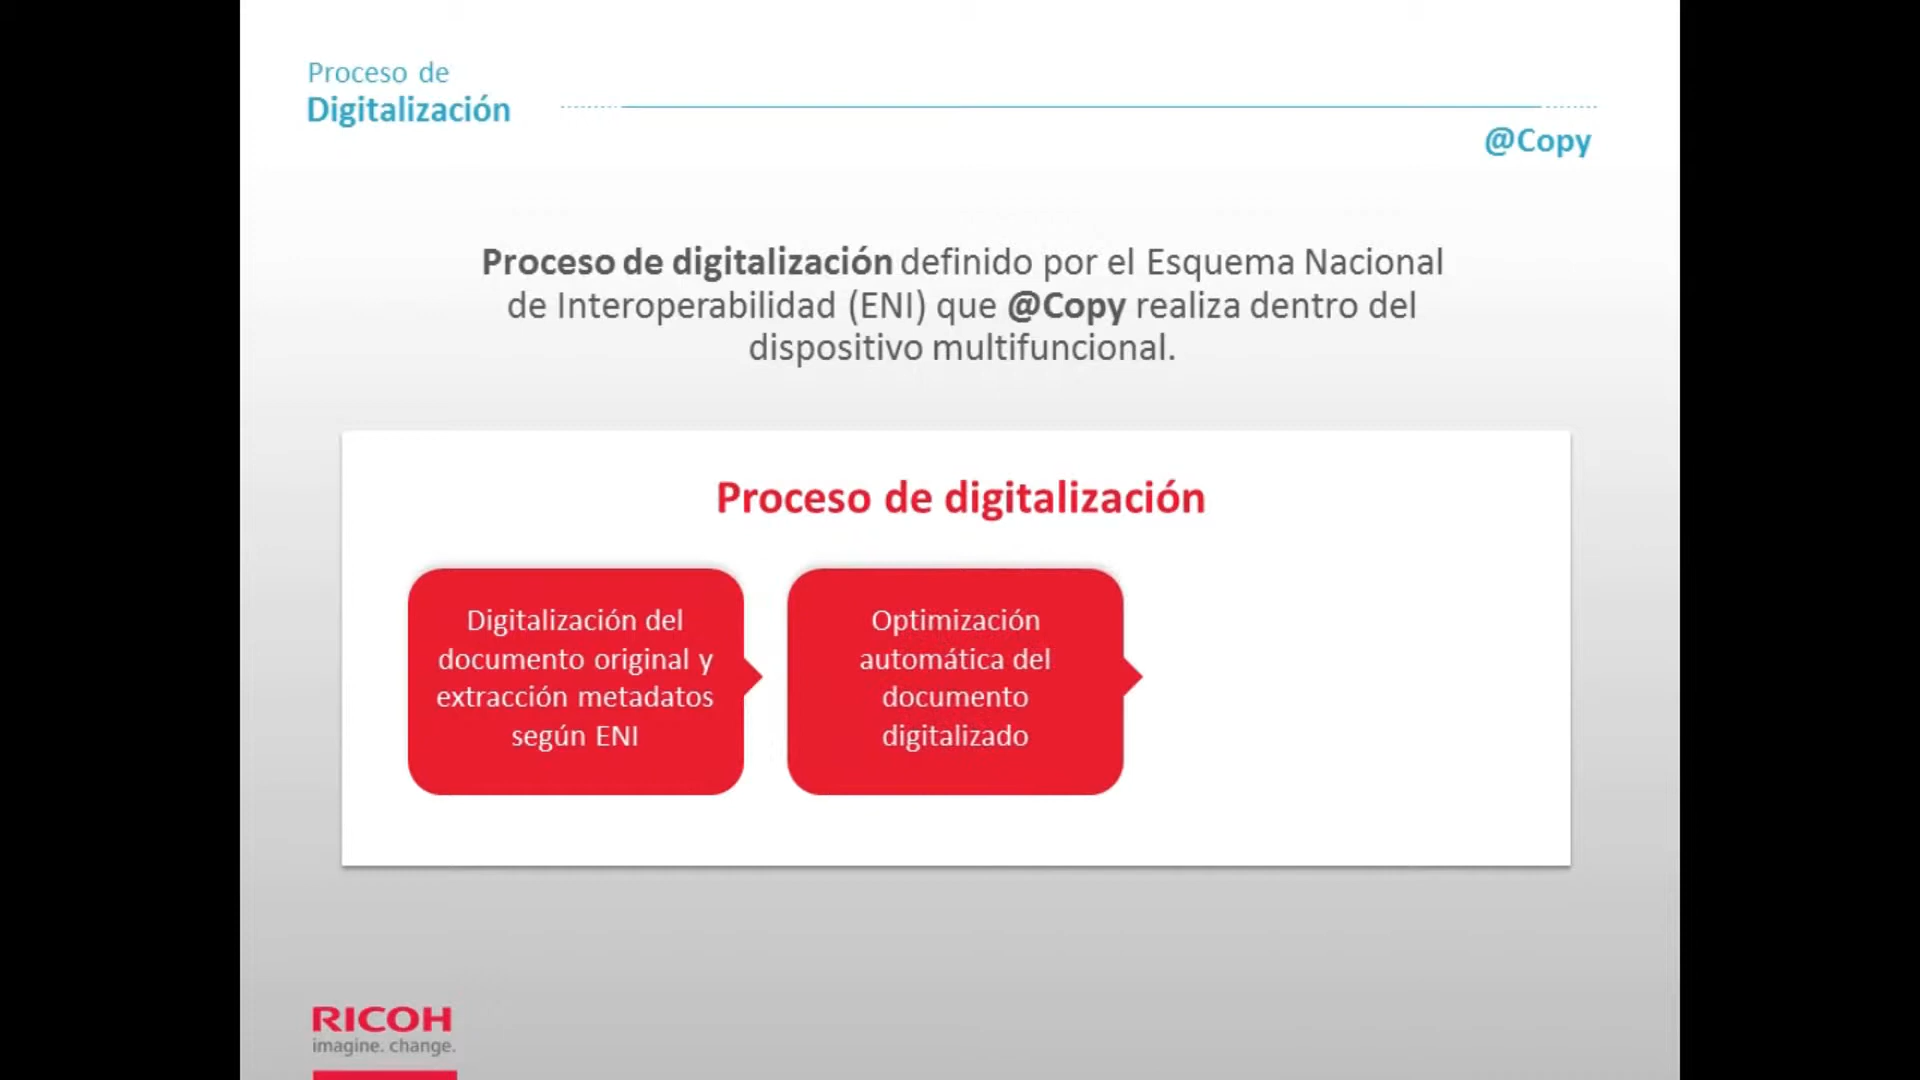 Proceso de
Digitalización
@Copy
Proceso de digitalización definido por el Esquema Nacional
de Interoperabilidad (ENI) que @Copy realiza dentro del
dispositivo multifuncional.
Proceso de digitalización
Digitalización del
documento original y
extracción metadatos
según ENI
Optimización
automática del
documento
digitalizado
RICOH
imagine. change.